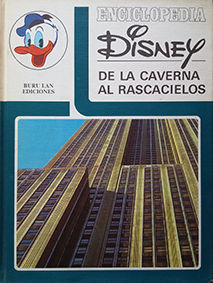 ENCICLOPEDIA
DISNEY
DE LA CAVERNA
AL RASCACIELOS
BURU LAN
EDICIONES